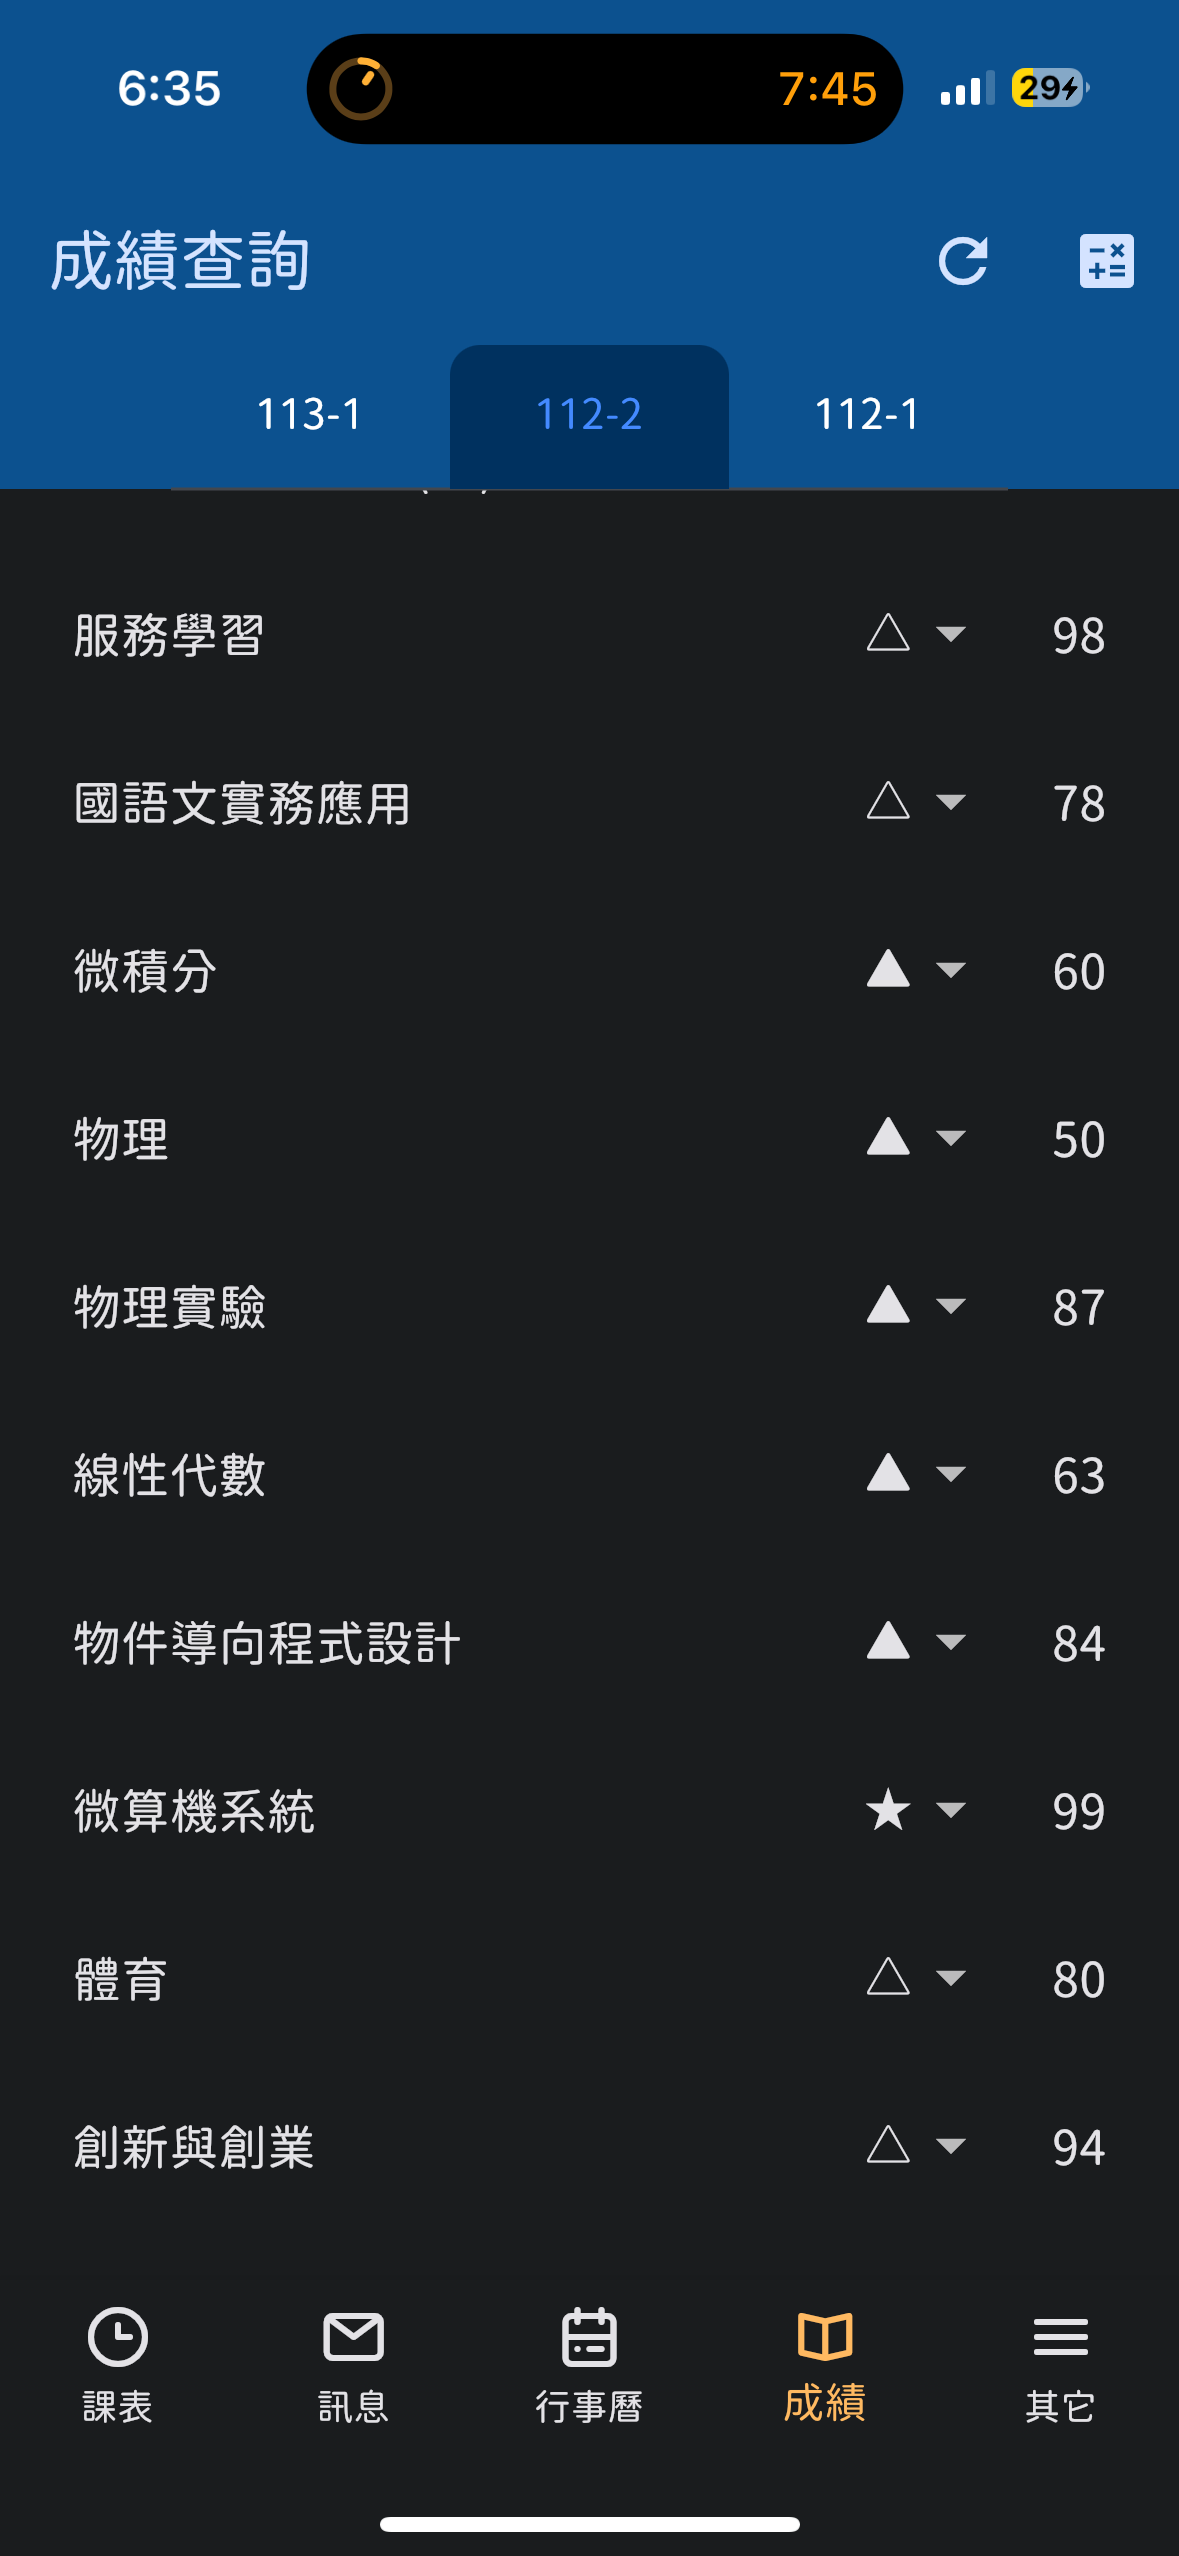 6:35
7:45
29
成績查詢
113-1
112-2
112-1
服務學習 △ 98
國語文實務應用 △ 78
微積分 ▲ 60
物理 ▲ 50
物理實驗 ▲ 87
線性代數 ▲ 63
物件導向程式設計 ▲ 84
微算機系統 ★ 99
體育 △ 80
創新與創業 △ 94
課表
訊息
行事曆
成績
其它